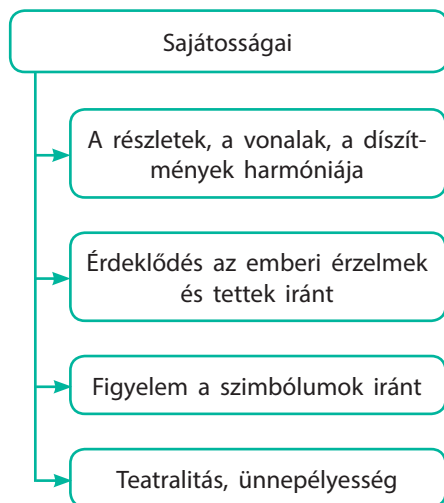 Sajátosságai
A részletek, a vonalak, a díszít-
mények harmóniája
Érdeklődés az emberi érzelmek
és tettek iránt
Figyelem a szimbólumok iránt
Teatralitás, ünnepélyesség